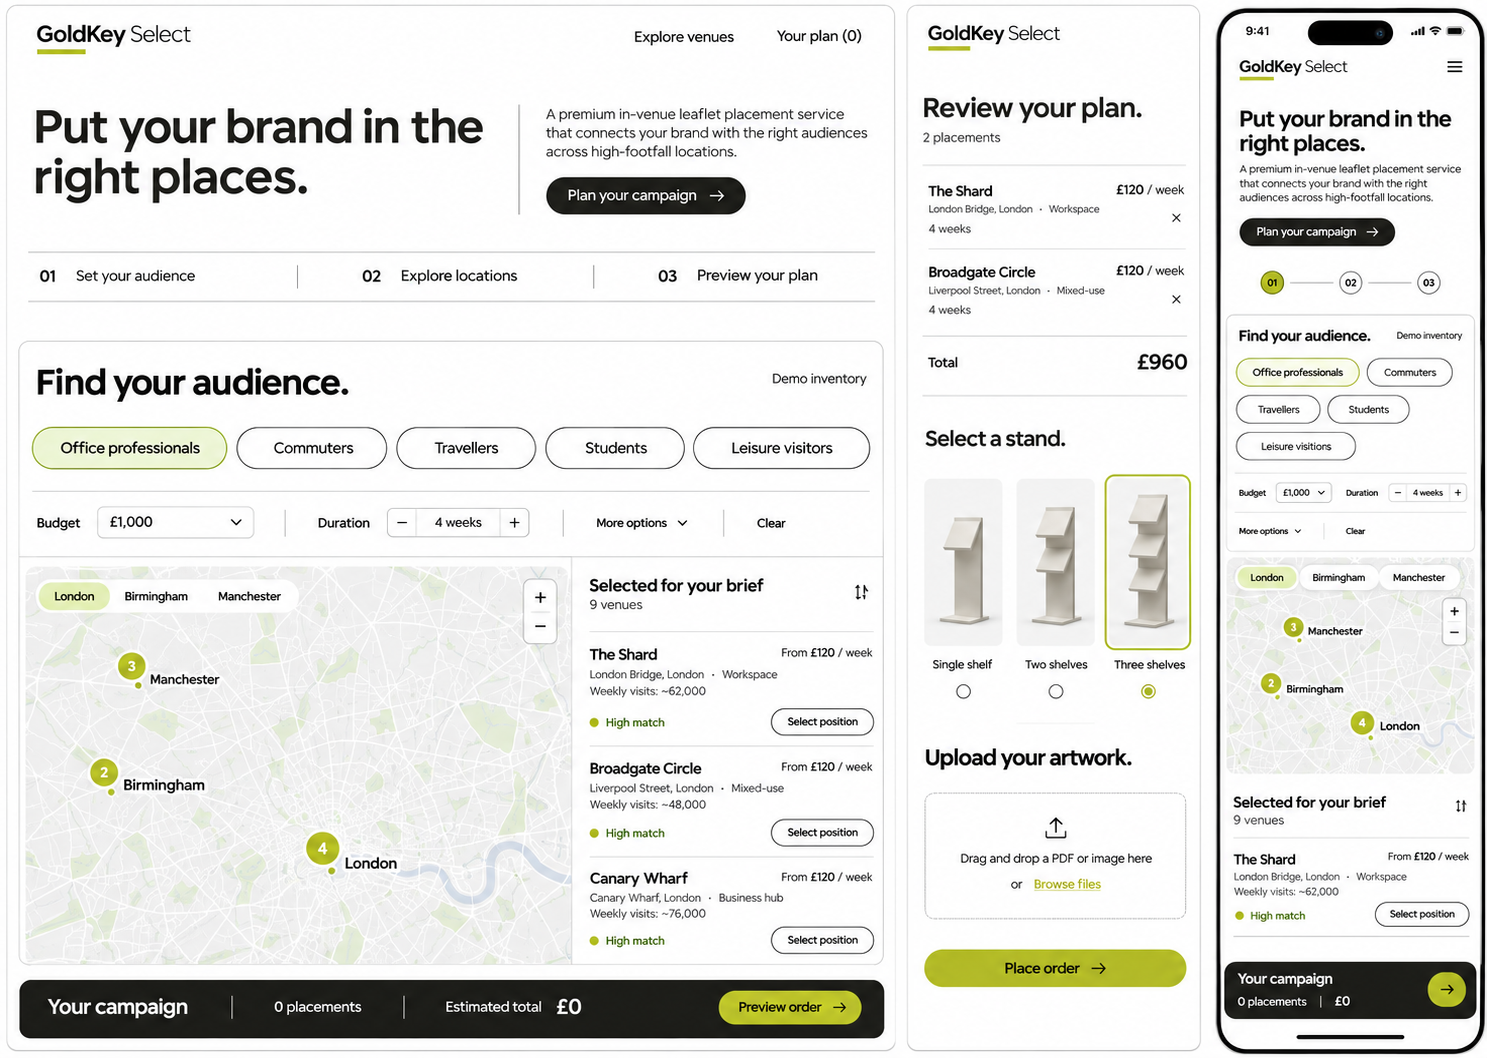 GoldKey Select
Explore venues
Your plan (0)
Put your brand in the
right places.
A premium in-venue leaflet placement service
that connects your brand with the right audiences
across high-footfall locations.
Plan your campaign →
01 Set your audience
02 Explore locations
03 Preview your plan
Find your audience.
Demo inventory
Office professionals
Commuters
Travellers
Students
Leisure visitors
Budget
£1,000
Duration
− 4 weeks +
More options
Clear
London
Birmingham
Manchester
+
−
3
Manchester
2
Birmingham
4
London
Selected for your brief
9 venues
The Shard
From £120 / week
London Bridge, London · Workspace
Weekly visits: ~62,000
High match
Select position
Broadgate Circle
From £120 / week
Liverpool Street, London · Mixed-use
Weekly visits: ~48,000
High match
Select position
Canary Wharf
From £120 / week
Canary Wharf, London · Business hub
Weekly visits: ~76,000
High match
Select position
Your campaign
0 placements
Estimated total £0
Preview order →
GoldKey Select
Review your plan.
2 placements
The Shard
£120 / week
London Bridge, London · Workspace
×
4 weeks
Broadgate Circle
£120 / week
Liverpool Street, London · Mixed-use
×
4 weeks
Total
£960
Select a stand.
Single shelf
Two shelves
Three shelves
Upload your artwork.
Drag and drop a PDF or image here
or Browse files
Place order →
9:41
GoldKey Select
Put your brand in the
right places.
A premium in-venue leaflet placement service
that connects your brand with the right
audiences across high-footfall locations.
Plan your campaign →
01
02
03
Find your audience.
Demo inventory
Office professionals
Commuters
Travellers
Students
Leisure visitions
Budget
£1,000
Duration
− 4 weeks +
More options
Clear
London
Birmingham
Manchester
+
−
3
Manchester
2
Birmingham
4
London
Selected for your brief
9 venues
The Shard
From £120 / week
London Bridge, London · Workspace
Weekly visits: ~62,000
High match
Select position
Your campaign
0 placements
£0
→